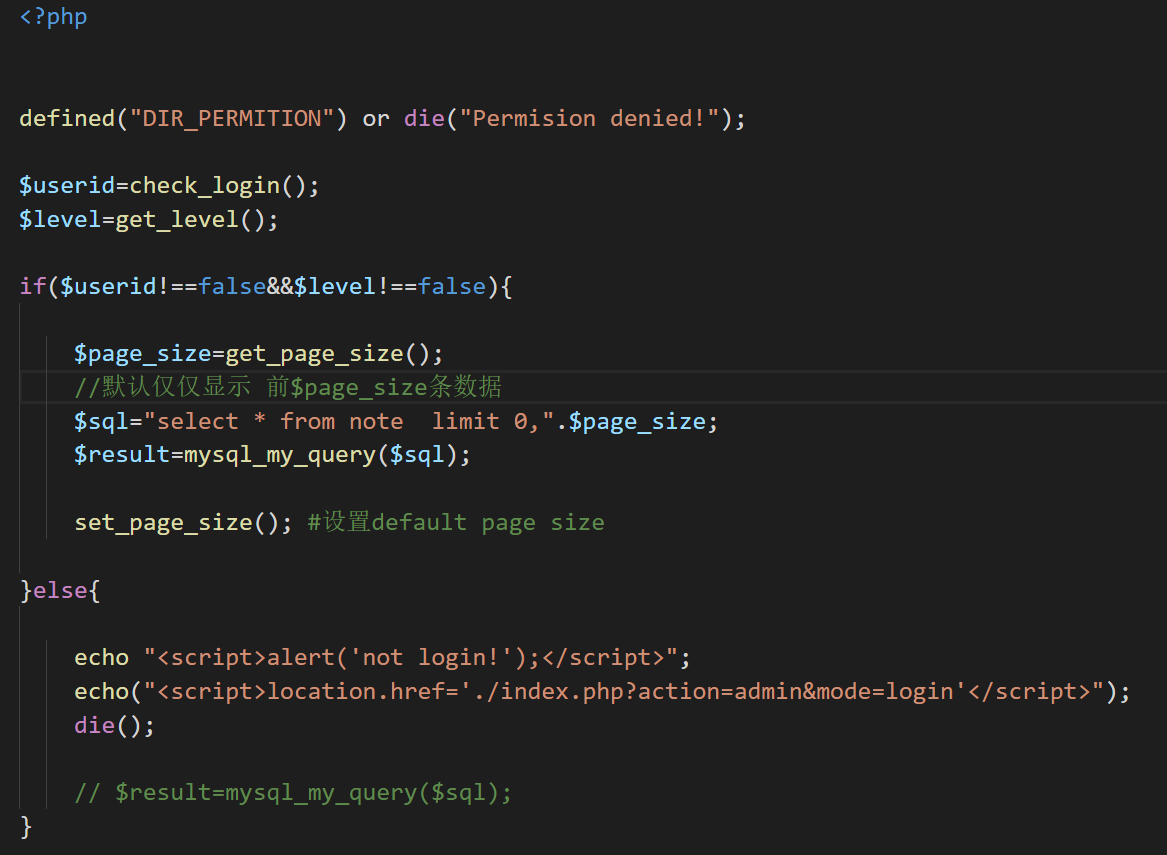 <?php
defined("DIR_PERMITION") or die("Permision denied!");
$userid=check_login();
$level=get_level();
if($userid!==false&&$level!==false){
$page_size=get_page_size();
//默认仅仅显示 前$page_size条数据
$sql="select * from note  limit 0,".$page_size;
$result=mysql_my_query($sql);
set_page_size(); #设置default page size
}else{
echo "<script>alert('not login!');</script>";
echo("<script>location.href='./index.php?action=admin&mode=login'</script>");
die();
// $result=mysql_my_query($sql);
}